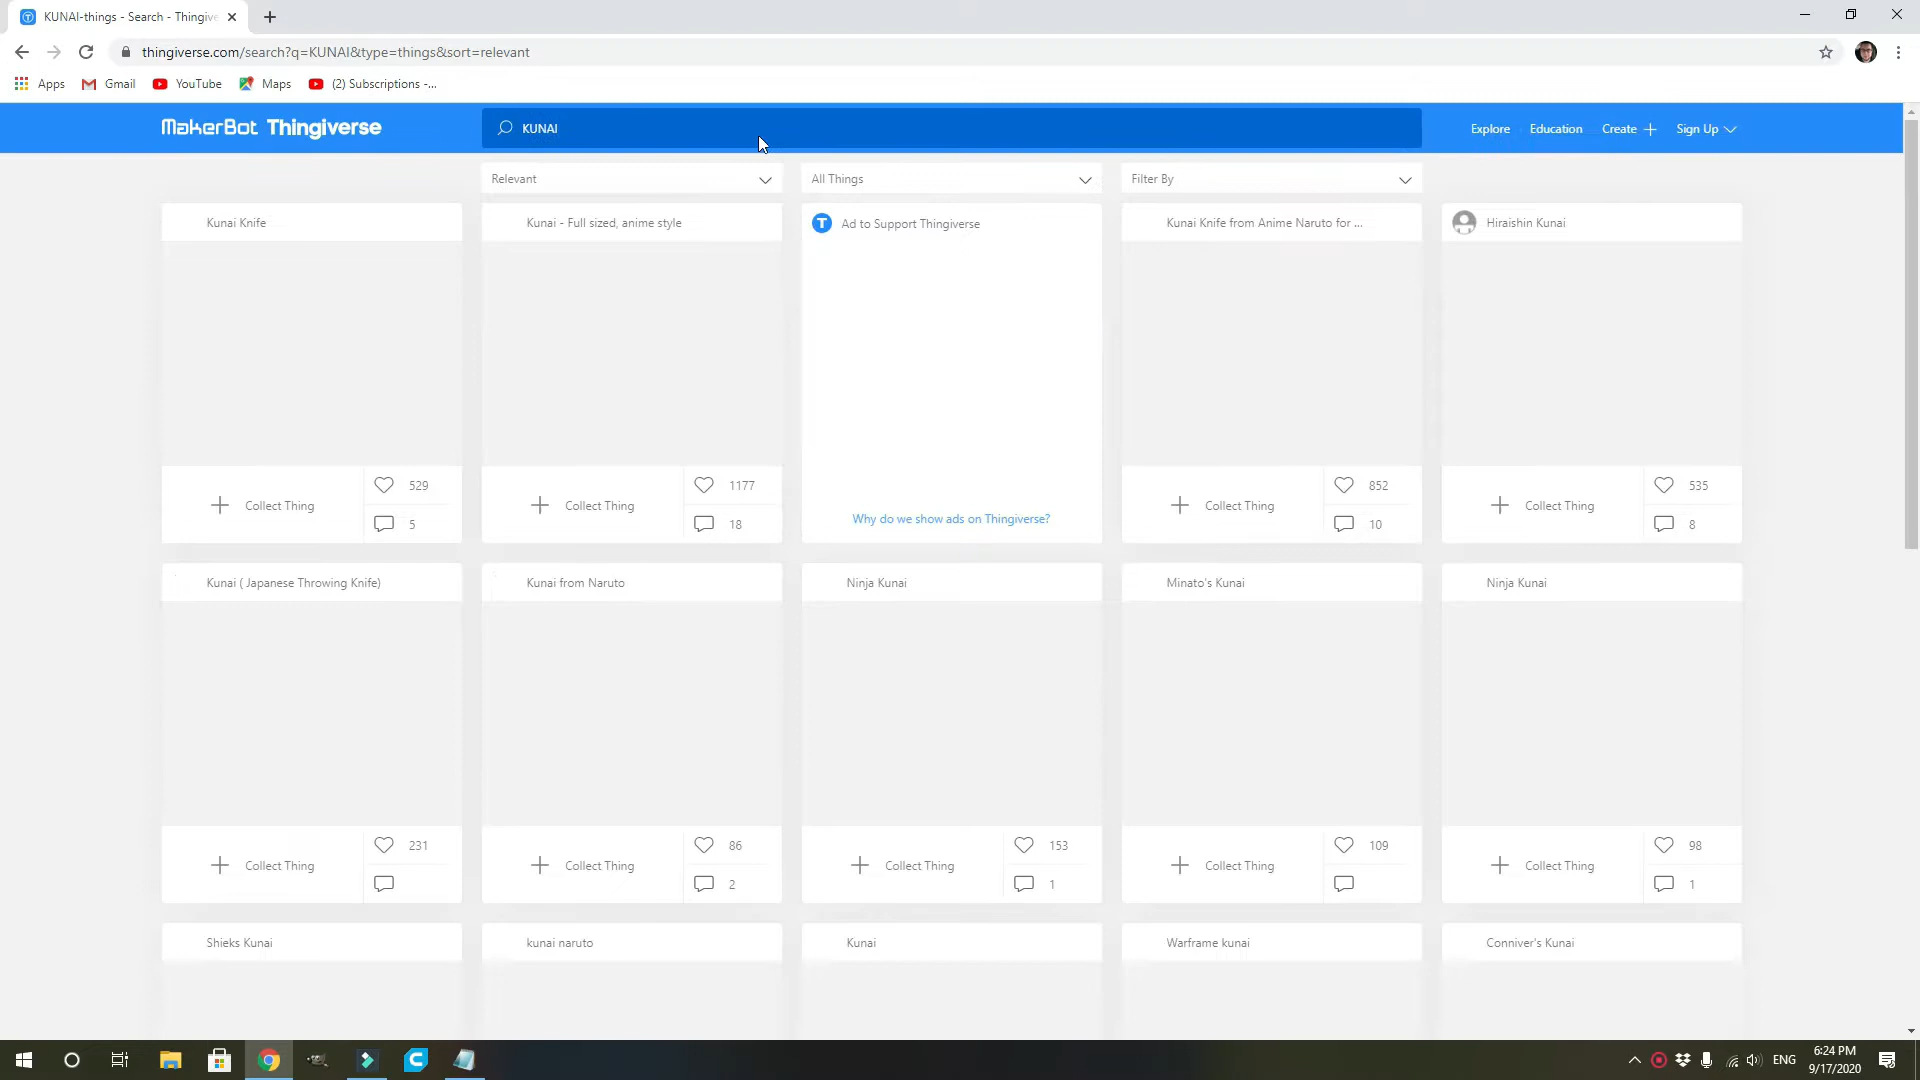 KUNAI-things - Search - Thingive
thingiverse.com/search?q=KUNAI&type=things&sort=relevant
Apps Gmail YouTube Maps (2) Subscriptions -...
MakerBot Thingiverse KUNAI Explore Education Create Sign Up
Relevant All Things Filter By
Kunai Knife Kunai - Full sized, anime style Ad to Support Thingiverse Kunai Knife from Anime Naruto for ... Hiraishin Kunai
Collect Thing 529 Collect Thing 1177 Collect Thing 852 Collect Thing 535
5 18 Why do we show ads on Thingiverse? 10 8
Kunai ( Japanese Throwing Knife) Kunai from Naruto Ninja Kunai Minato's Kunai Ninja Kunai
Collect Thing 231 Collect Thing 86 Collect Thing 153 Collect Thing 109 Collect Thing 98
2 1 1
Shieks Kunai kunai naruto Kunai Warframe kunai Conniver's Kunai
ENG 6:24 PM
9/17/2020